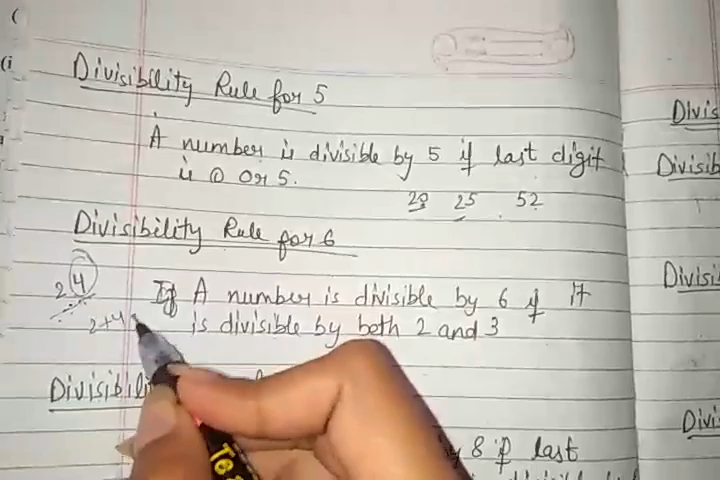 Divisibility Rule for 5
A number is divisible by 5 if last digit
is 0 or 5.
20 25 52
Divisibility Rule for 6
24
If A number is divisible by 6 if it
2+4
is divisible by both 2 and 3
8 if last
Divis
Divisib
Divisi
Divi